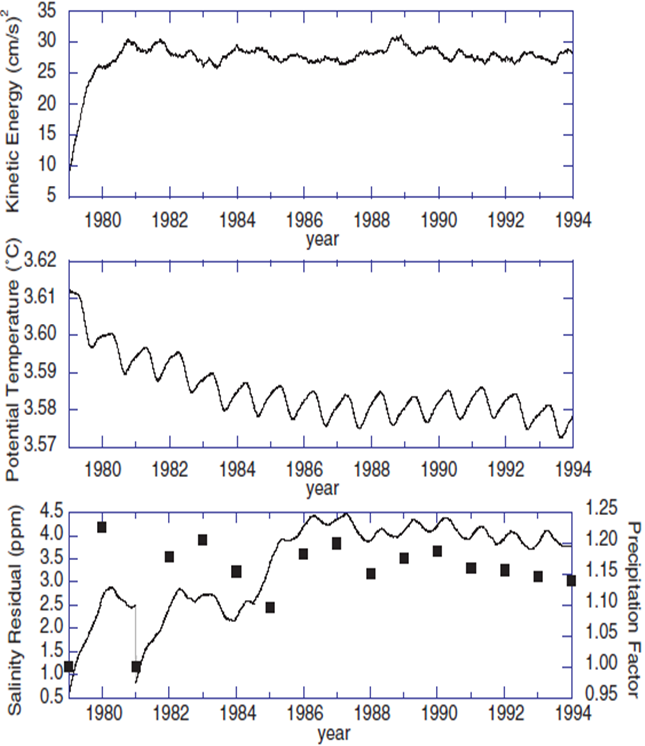 Kinetic Energy (cm/s)²
35
30
25
20
15
10
5
1980 1982 1984 1986 1988 1990 1992 1994
year
Potential Temperature (°C)
3.62
3.61
3.60
3.59
3.58
3.57
1980 1982 1984 1986 1988 1990 1992 1994
year
Salinity Residual (ppm)
4.5
4.0
3.5
3.0
2.5
2.0
1.5
1.0
0.5
1.25
1.20
1.15
1.10
1.05
1.00
0.95
Precipitation Factor
1980 1982 1984 1986 1988 1990 1992 1994
year